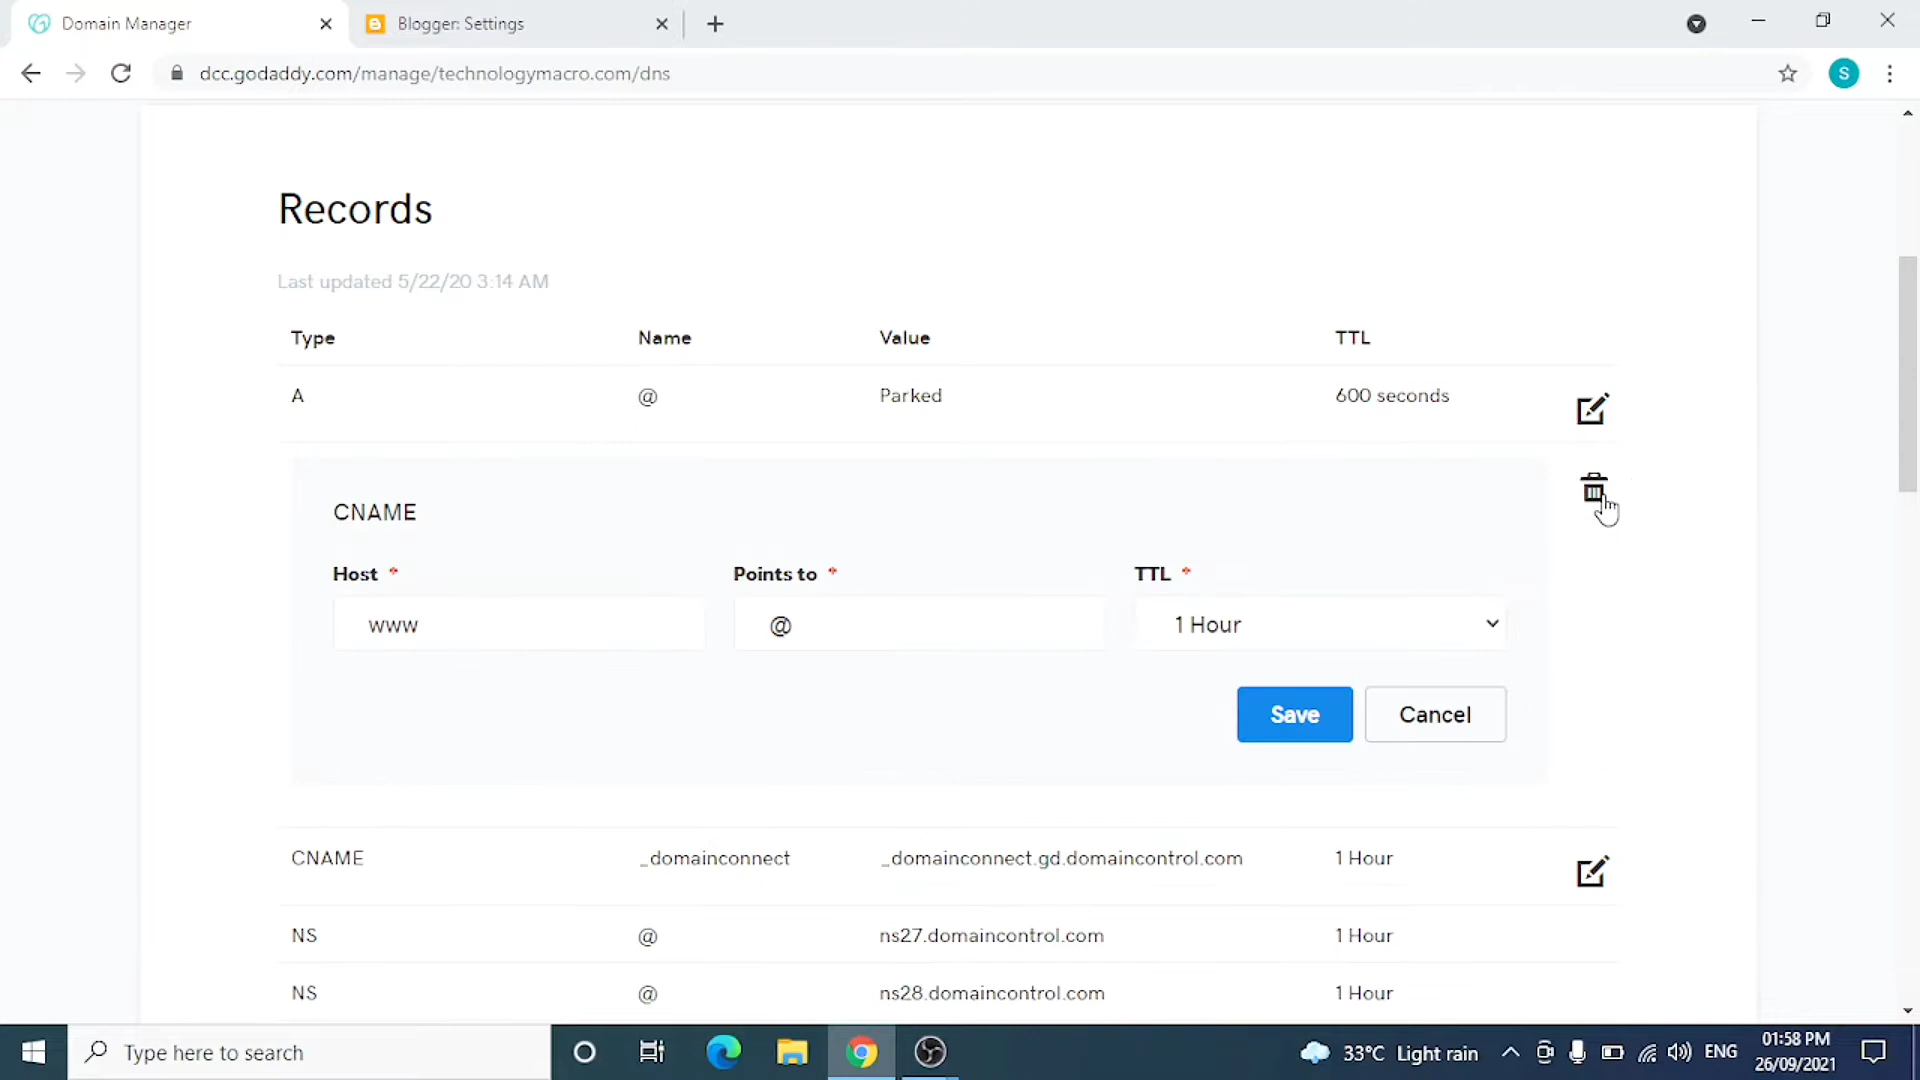 Domain Manager
Blogger: Settings
dcc.godaddy.com/manage/technologymacro.com/dns
S
Records
Last updated 5/22/20 3:14 AM
Type Name Value TTL
A @ Parked 600 seconds
CNAME
Host * Points to * TTL *
www @ 1 Hour
Save Cancel
CNAME _domainconnect _domainconnect.gd.domaincontrol.com 1 Hour
NS @ ns27.domaincontrol.com 1 Hour
NS @ ns28.domaincontrol.com 1 Hour
Type here to search
33°C Light rain
ENG
01:58 PM
26/09/2021